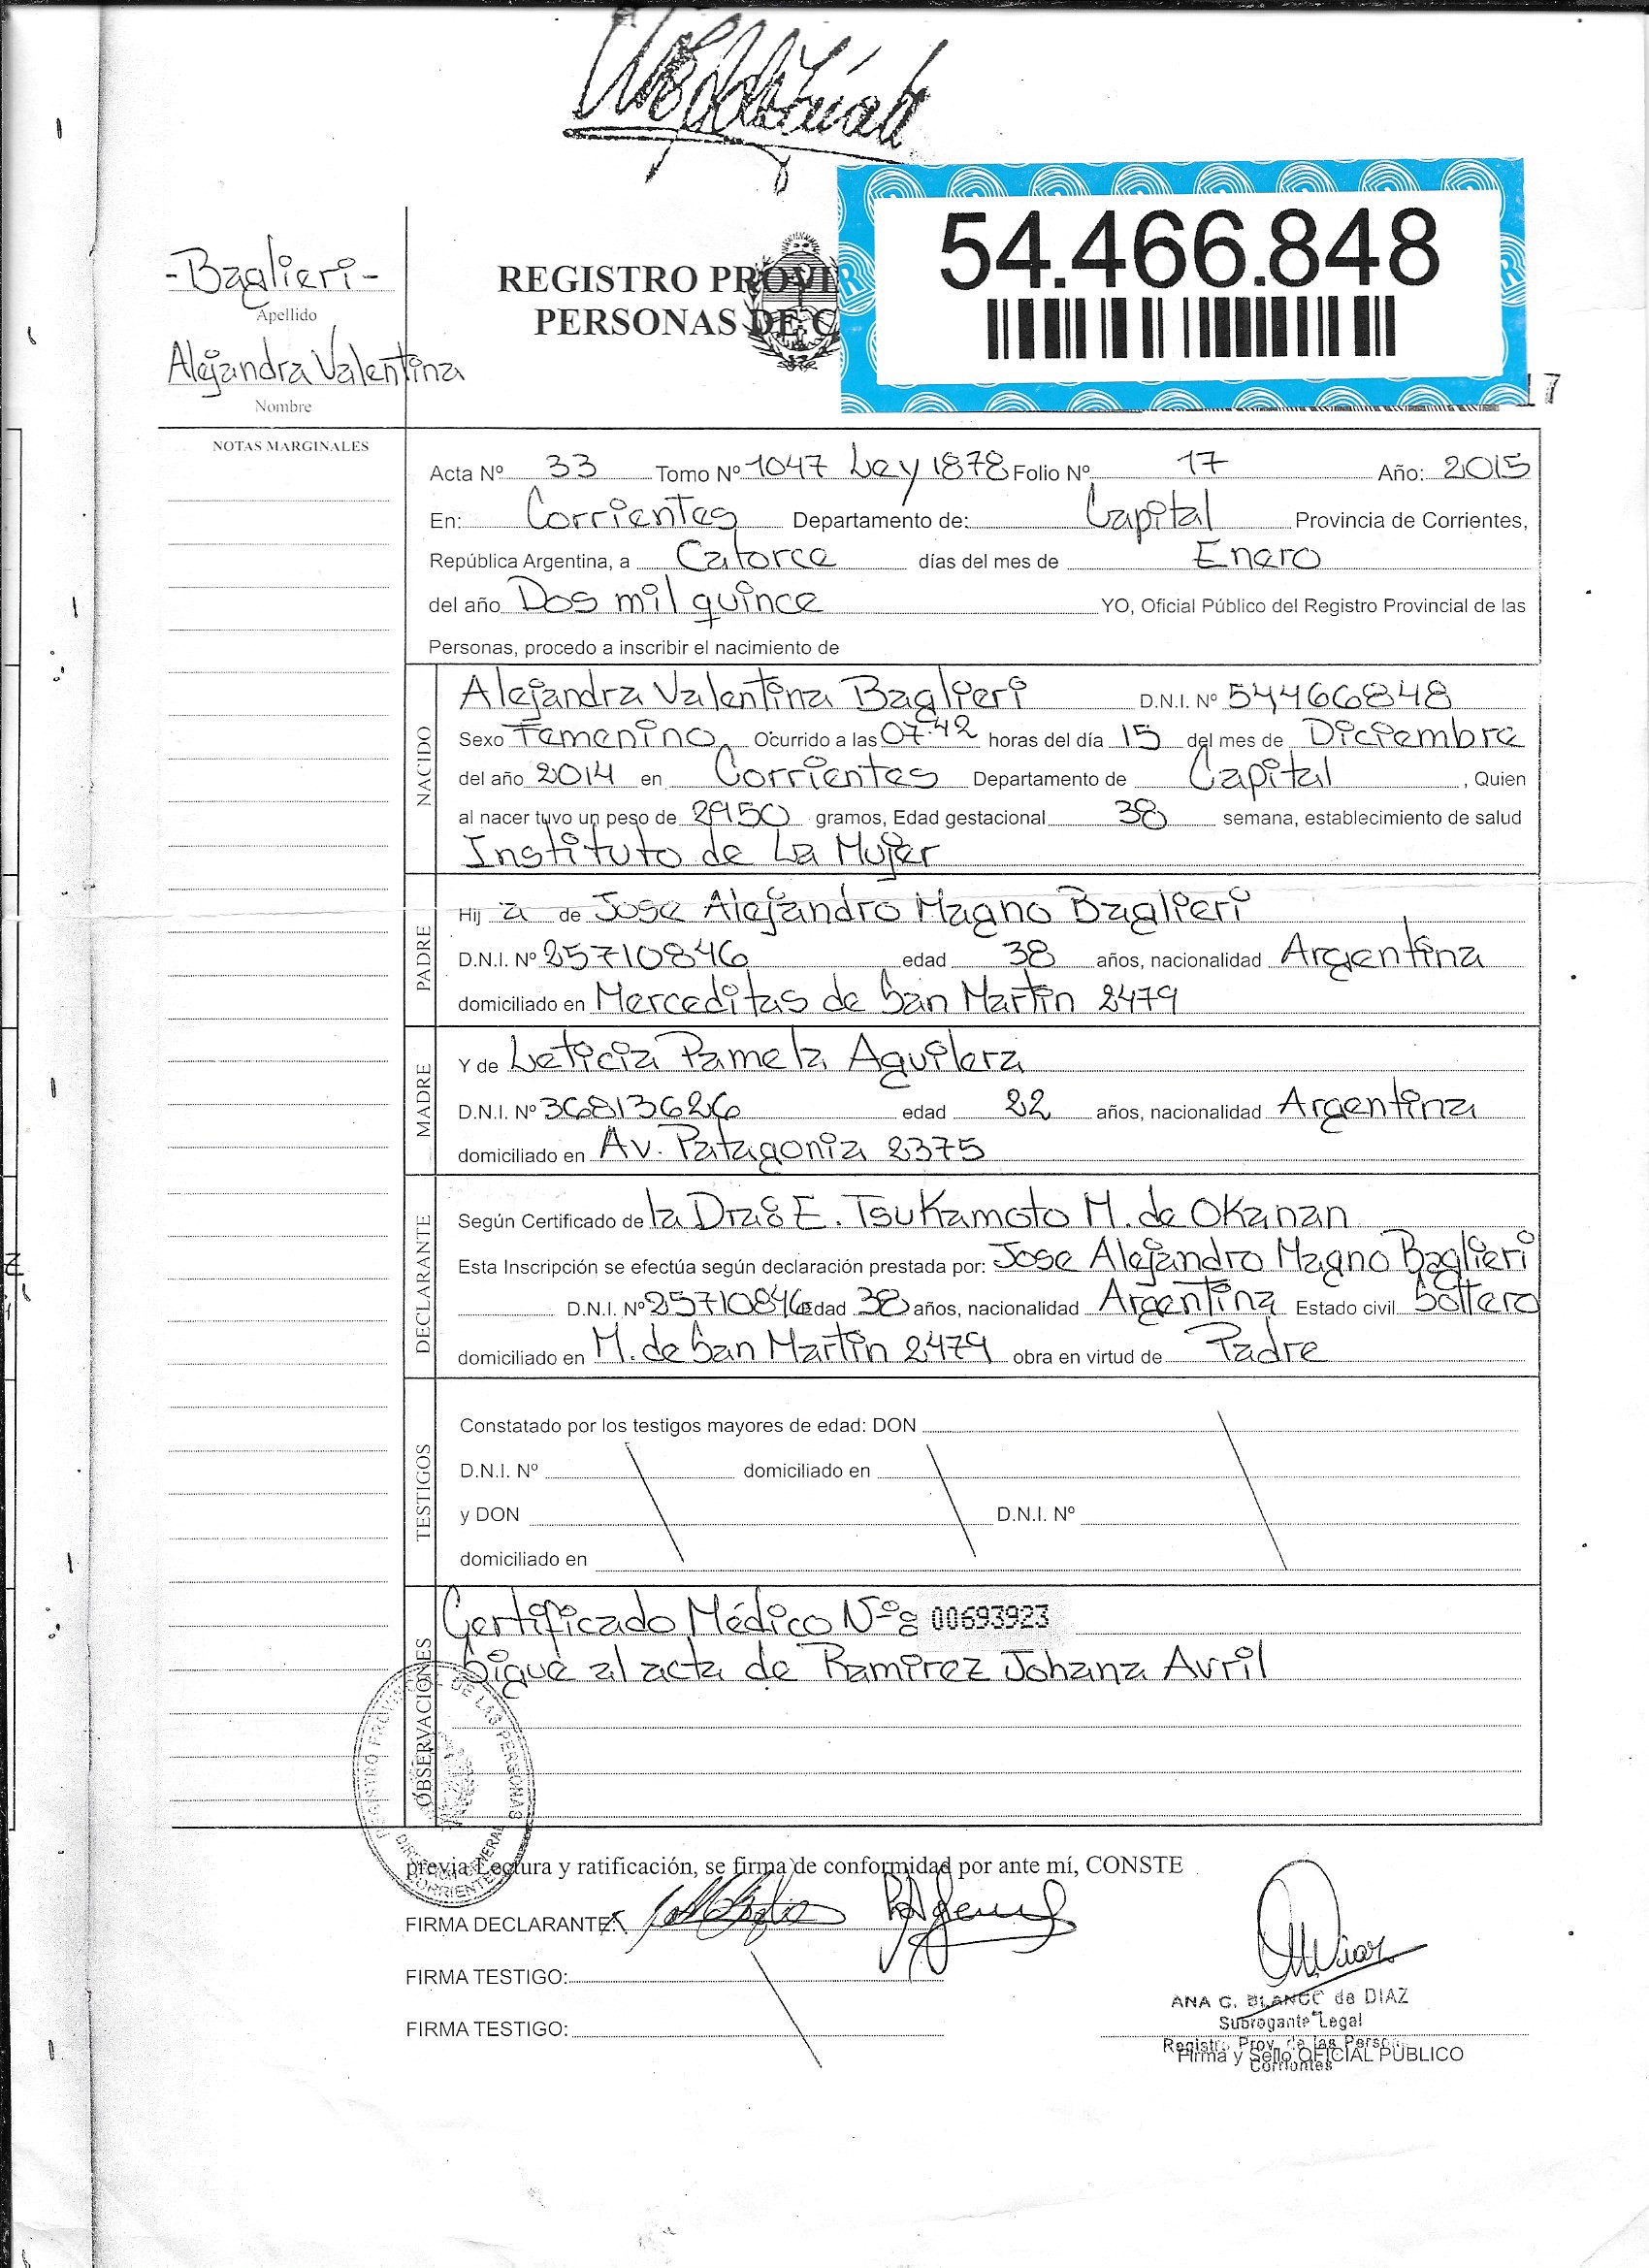 54.466.848
-Baglieri-
Apellido
Alejandra Valentina
Nombre
REGISTRO
PERSONAS DE
17
NOTAS MARGINALES
Acta Nº 33 Tomo Nº 1047 Ley 1878 Folio Nº 17 Año: 2015
En: Corrientes Departamento de: Capital Provincia de Corrientes,
República Argentina, a Catorce días del mes de Enero
del año Dos mil quince YO, Oficial Público del Registro Provincial de las
Personas, procedo a inscribir el nacimiento de
NACIDO
Alejandra Valentina Baglieri D.N.I. Nº 54466848
Sexo Femenino Ocurrido a las 07:42 horas del día 15 del mes de Diciembre
del año 2014 en Corrientes Departamento de Capital, Quien
al nacer tuvo un peso de 2950 gramos, Edad gestacional 38 semana, establecimiento de salud
Instituto de La Mujer
PADRE
Hij a de Jose Alejandro Magno Baglieri
D.N.I. Nº 25710846 edad 38 años, nacionalidad Argentina
domiciliado en Merceditas de San Martin 2479
MADRE
Y de Leticia Pamela Aguilera
D.N.I. Nº 36813626 edad 22 años, nacionalidad Argentina
domiciliado en Av. Patagonia 2375
DECLARANTE
Según Certificado de la Dra: E. Tsukamoto M. de Okanan
Esta Inscripción se efectúa según declaración prestada por: Jose Alejandro Magno Baglieri
D.N.I. Nº 25710846 edad 38 años, nacionalidad Argentina Estado civil Soltero
domiciliado en M. de San Martin 2479 obra en virtud de Padre
TESTIGOS
Constatado por los testigos mayores de edad: DON
D.N.I. Nº domiciliado en
y DON D.N.I. Nº
domiciliado en
OBSERVACIONES
Certificado Médico Nº: 00693923
Sigue al acta de Ramirez Johana Avril
REGISTRO PROVINCIAL DE LAS PERSONAS
DIRECCION GENERAL
CORRIENTES
previa Lectura y ratificación, se firma de conformidad por ante mí, CONSTE
FIRMA DECLARANTE:
FIRMA TESTIGO:
FIRMA TESTIGO:
ANA C. BLANCO de DIAZ
Subrogante Legal
Registro Prov. de las Persona
Firma y Sello OFICIAL PÚBLICO
Corrientes